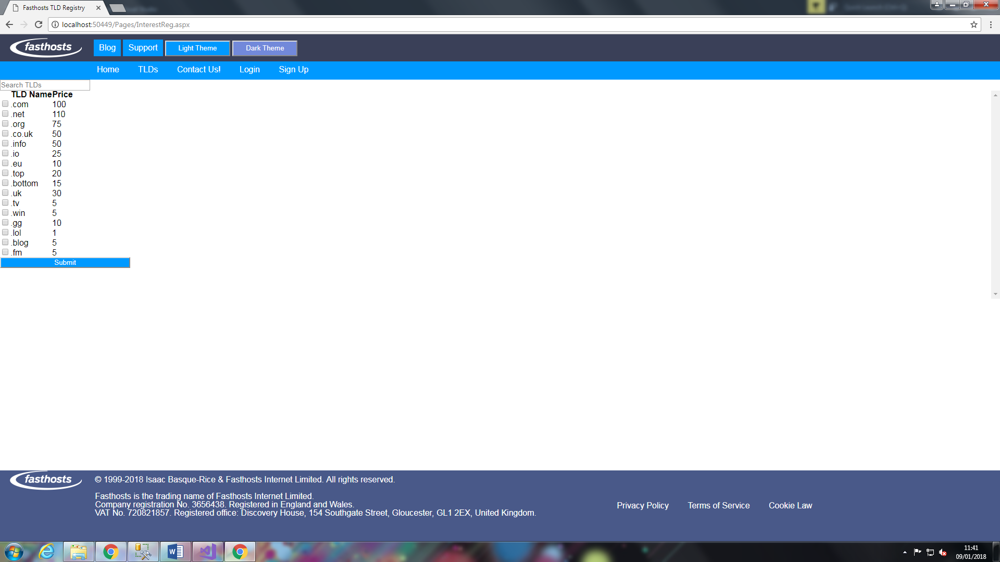 Fasthosts TLD Registry
localhost:50449/Pages/InterestReg.aspx
fasthosts Blog Support Light Theme Dark Theme
Home TLDs Contact Us! Login Sign Up
Search TLDs
TLD Name Price
.com 100
.net 110
.org 75
.co.uk 50
.info 50
.io 25
.eu 10
.top 20
.bottom 15
.uk 30
.tv 5
.win 5
.gg 10
.lol 1
.blog 5
.fm 5
Submit
fasthosts © 1999-2018 Isaac Basque-Rice & Fasthosts Internet Limited. All rights reserved.
Fasthosts is the trading name of Fasthosts Internet Limited.
Company registration No. 3656438. Registered in England and Wales.
VAT No. 720821857. Registered office: Discovery House, 154 Southgate Street, Gloucester, GL1 2EX, United Kingdom.
Privacy Policy Terms of Service Cookie Law
11:41
09/01/2018